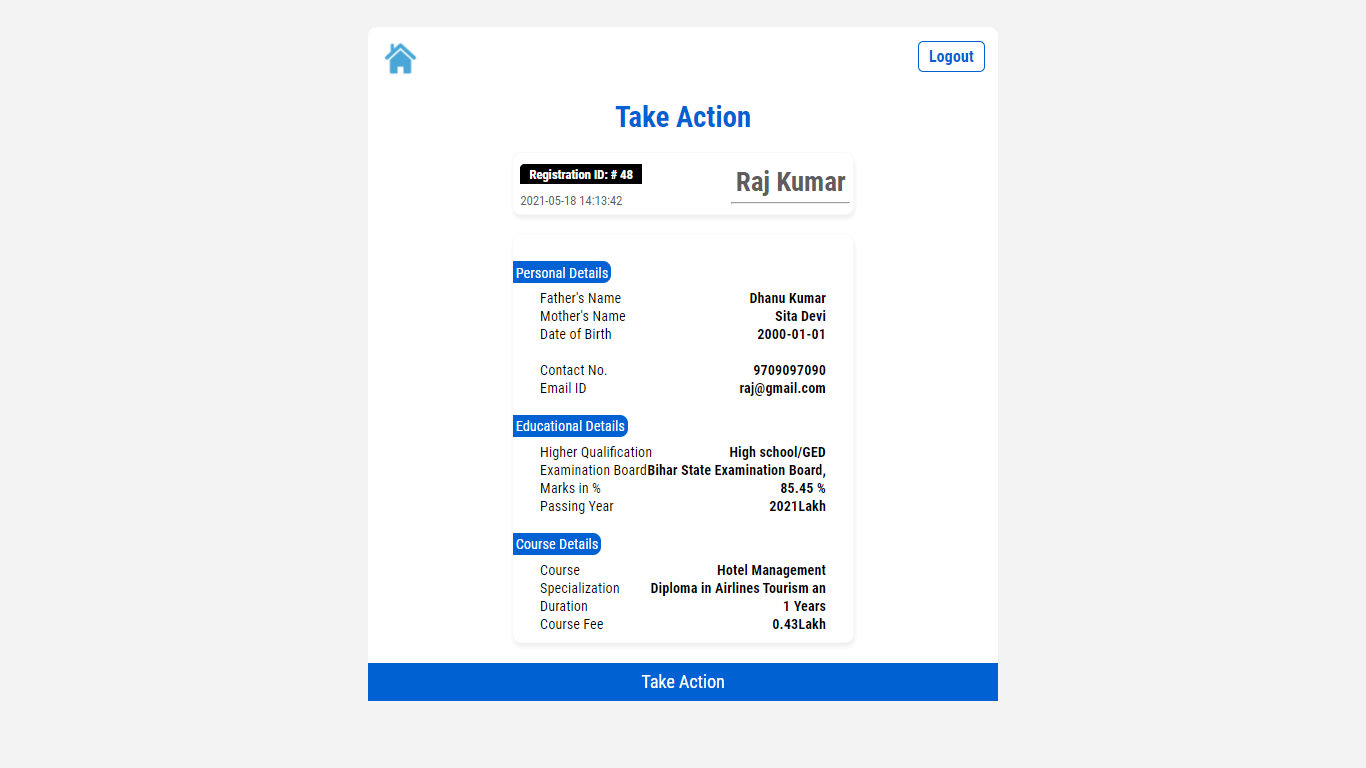 Logout
Take Action
Registration ID: # 48
Raj Kumar
2021-05-18 14:13:42
Personal Details
Father's Name Dhanu Kumar
Mother's Name Sita Devi
Date of Birth 2000-01-01
Contact No. 9709097090
Email ID raj@gmail.com
Educational Details
Higher Qualification High school/GED
Examination Board Bihar State Examination Board,
Marks in % 85.45 %
Passing Year 2021Lakh
Course Details
Course Hotel Management
Specialization Diploma in Airlines Tourism an
Duration 1 Years
Course Fee 0.43Lakh
Take Action